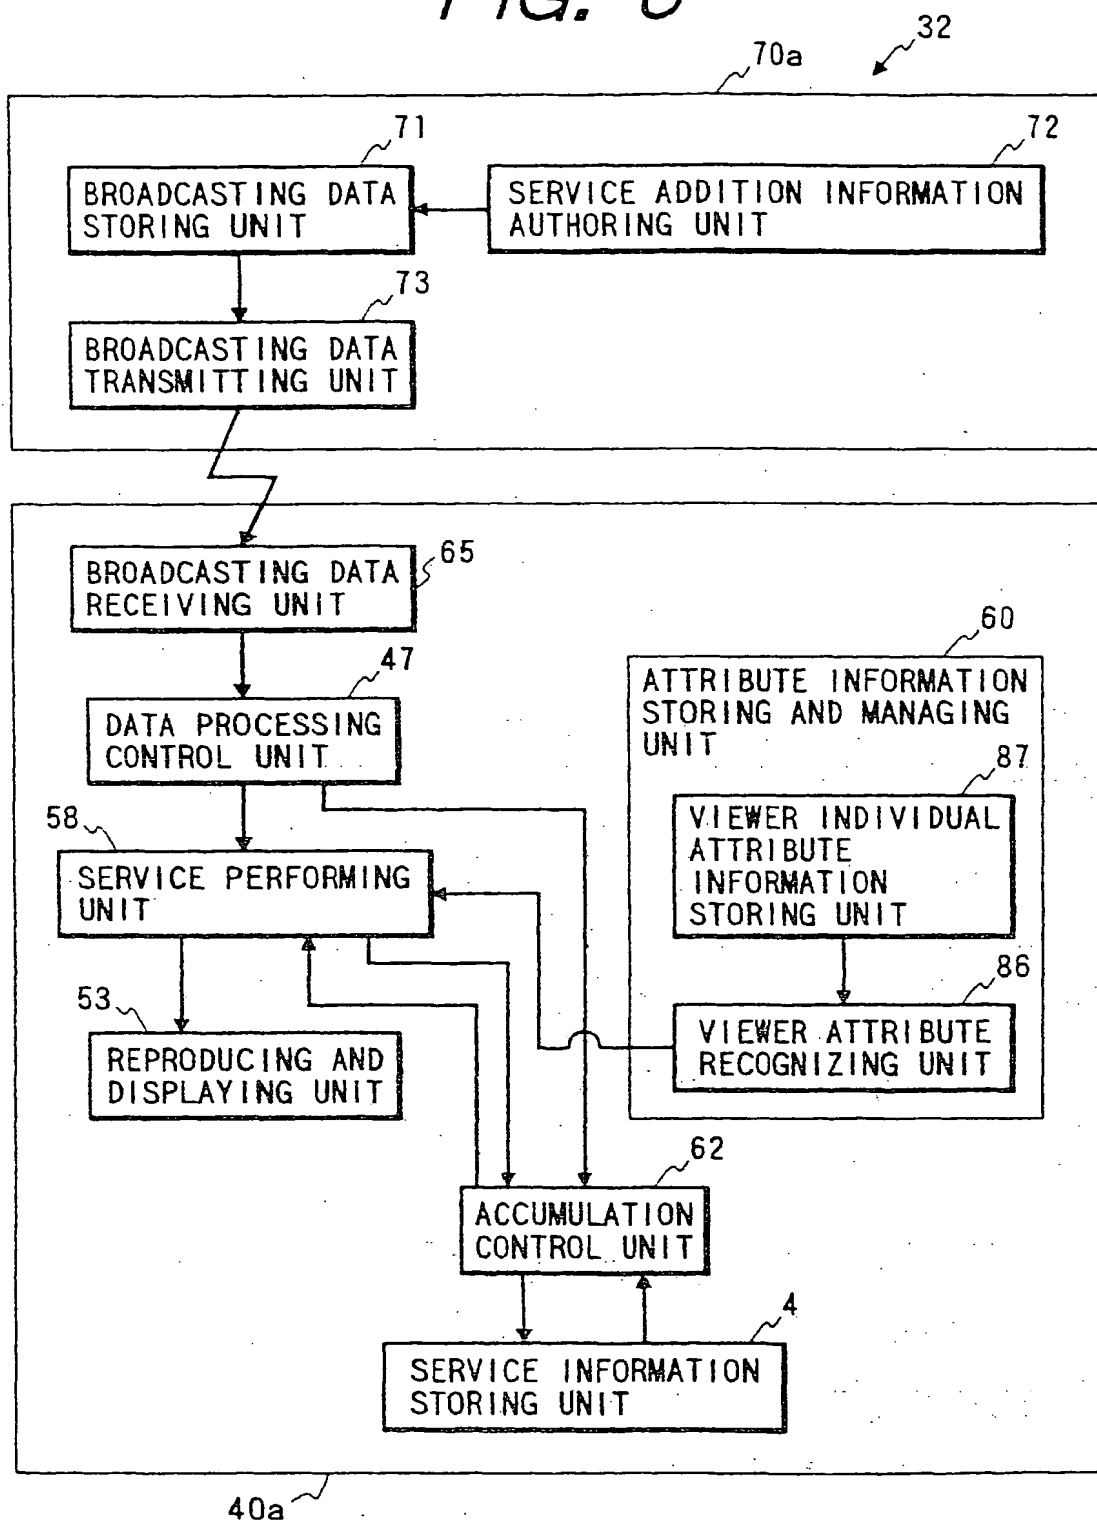 FIG.
32
70a
71
72
BROADCASTING DATA
STORING UNIT
SERVICE ADDITION INFORMATION
AUTHORING UNIT
73
BROADCASTING DATA
TRANSMITTING UNIT
65
BROADCASTING DATA
RECEIVING UNIT
60
47
ATTRIBUTE INFORMATION
STORING AND MANAGING
UNIT
DATA PROCESSING
CONTROL UNIT
87
58
VIEWER INDIVIDUAL
ATTRIBUTE
INFORMATION
STORING UNIT
SERVICE PERFORMING
UNIT
86
53
VIEWER ATTRIBUTE
RECOGNIZING UNIT
REPRODUCING AND
DISPLAYING UNIT
62
ACCUMULATION
CONTROL UNIT
4
SERVICE INFORMATION
STORING UNIT
40a